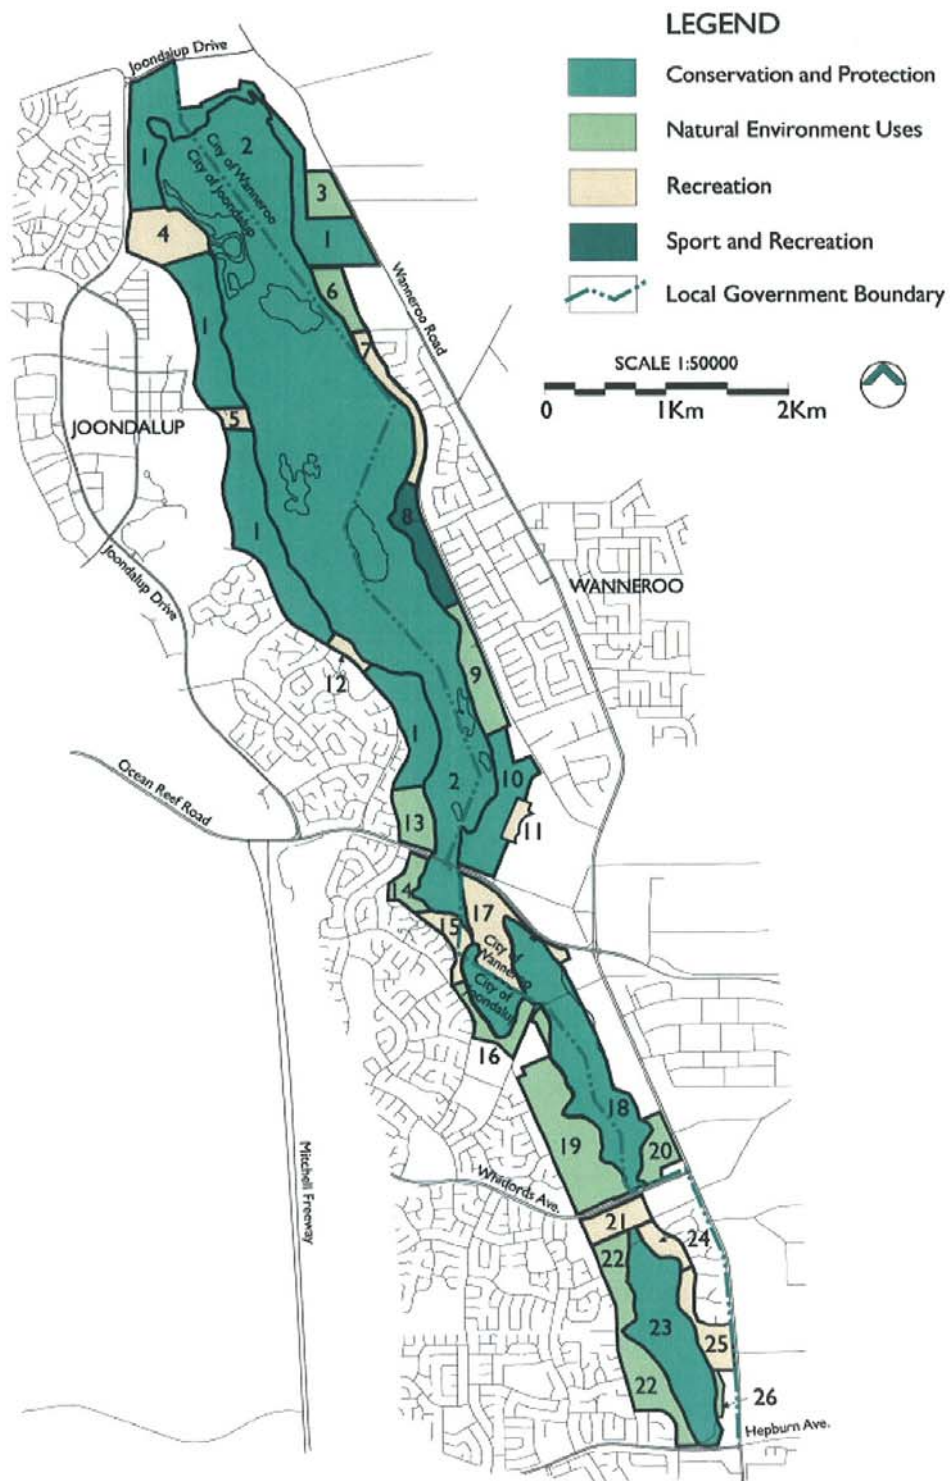 LEGEND
Conservation and Protection
Natural Environment Uses
Recreation
Sport and Recreation
Local Government Boundary
SCALE 1:50000
0 1Km 2Km
Joondalup Drive
1
2
City of Wanneroo
City of Joondalup
3
4
1
Wanneroo Road
6
1
7
5
JOONDALUP
8
1
Joondalup Drive
WANNEROO
9
12
1
2
10
Ocean Reef Road
13
11
14
17
15
City of
Wanneroo
City of
Joondalup
16
18
19
20
Mitchell Freeway
Whitfords Ave.
21
24
22
23
25
22
26
Hepburn Ave.